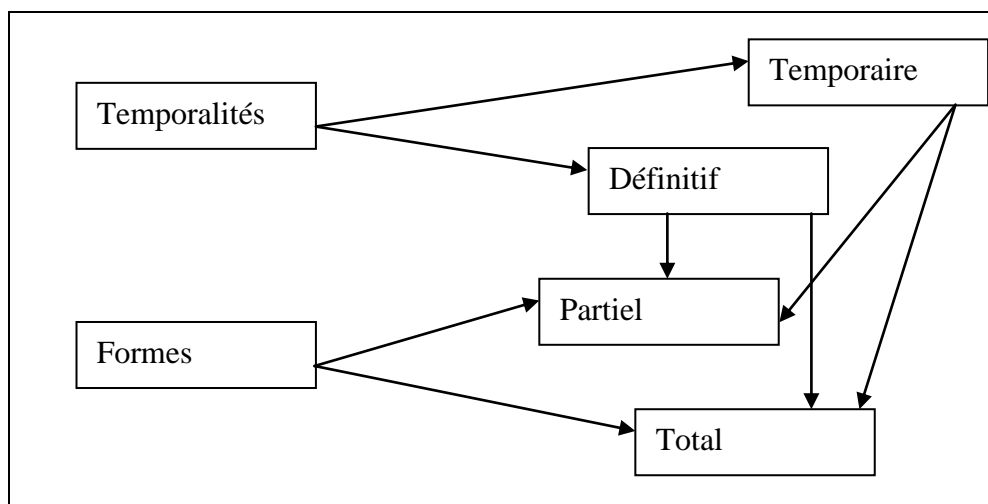 Temporaire
Temporalités
Définitif
Partiel
Formes
Total